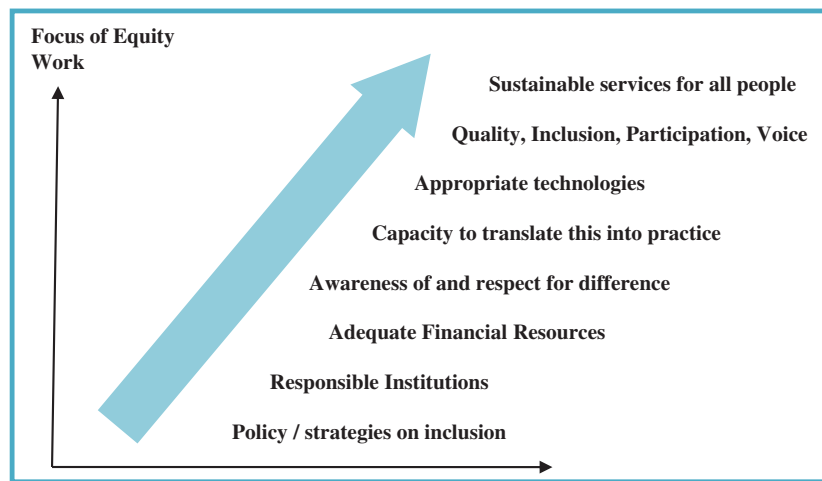 Focus of Equity
Work
Sustainable services for all people
Quality, Inclusion, Participation, Voice
Appropriate technologies
Capacity to translate this into practice
Awareness of and respect for difference
Adequate Financial Resources
Responsible Institutions
Policy / strategies on inclusion